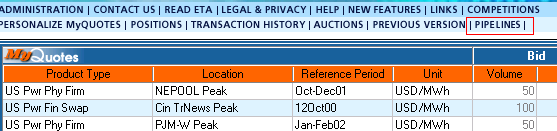 ADMINISTRATION | CONTACT US | READ ETA | LEGAL & PRIVACY | HELP | NEW FEATURES | LINKS | COMPETITIONS
PERSONALIZE MyQUOTES | POSITIONS | TRANSACTION HISTORY | AUCTIONS | PREVIOUS VERSION | PIPELINES |
MyQuotes Bid
Product Type Location Reference Period Unit Volume
US Pwr Phy Firm NEPOOL Peak Oct-Dec01 USD/MWh 50
US Pwr Fin Swap Cin TrNews Peak 12Oct00 USD/MWh 100
US Pwr Phy Firm PJM-W Peak Jan-Feb02 USD/MWh 50